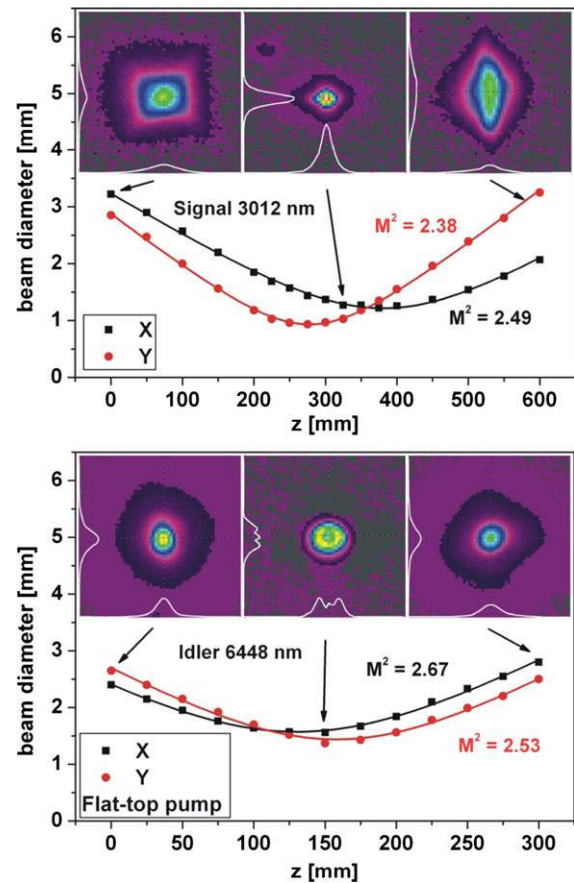 6
5
4
3
2
1
0
beam diameter [mm]
Signal 3012 nm
M² = 2.38
M² = 2.49
X
Y
0 100 200 300 400 500 600
z [mm]
6
5
4
3
2
1
0
beam diameter [mm]
Idler 6448 nm
M² = 2.67
M² = 2.53
X
Y
Flat-top pump
0 50 100 150 200 250 300
z [mm]